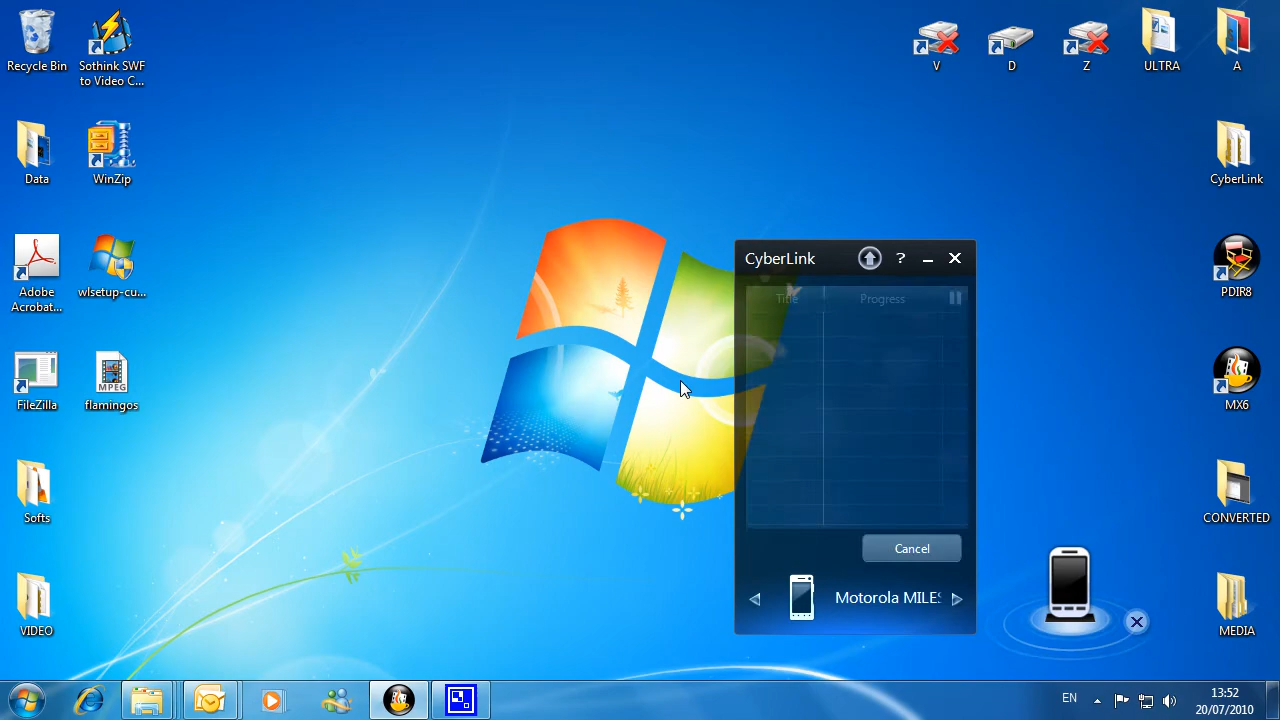 Recycle Bin
Sothink SWF
to Video C...
V
D
Z
ULTRA
A
Data
WinZip
CyberLink
Adobe
Acrobat...
wlsetup-cu...
PDIR8
CyberLink
?
Title
Progress
FileZilla
MPEG
flamingos
MX6
Softs
CONVERTED
Cancel
Motorola MILES
VIDEO
MEDIA
EN
13:52
20/07/2010